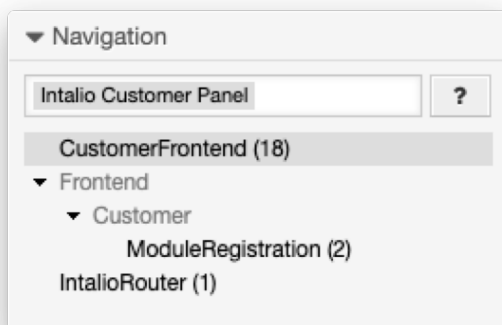 Navigation
Intalio Customer Panel
?
CustomerFrontend (18)
Frontend
Customer
ModuleRegistration (2)
IntalioRouter (1)